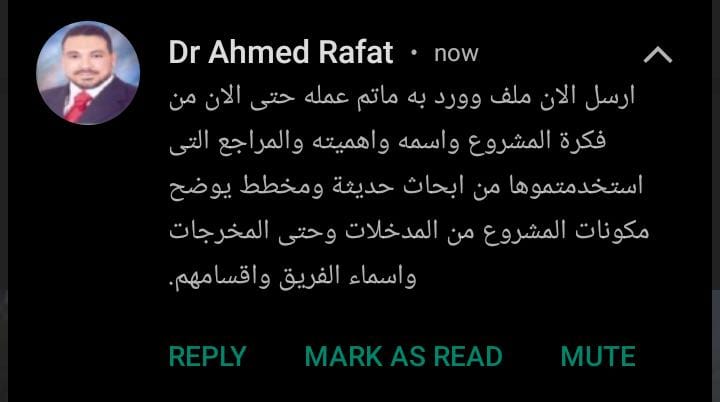 Dr Ahmed Rafat • now
ارسل الان ملف وورد به ماتم عمله حتى الان من
فكرة المشروع واسمه واهميته والمراجع التى
استخدمتموها من ابحاث حديثة ومخطط يوضح
مكونات المشروع من المدخلات وحتى المخرجات
واسماء الفريق واقسامهم.
REPLY MARK AS READ MUTE